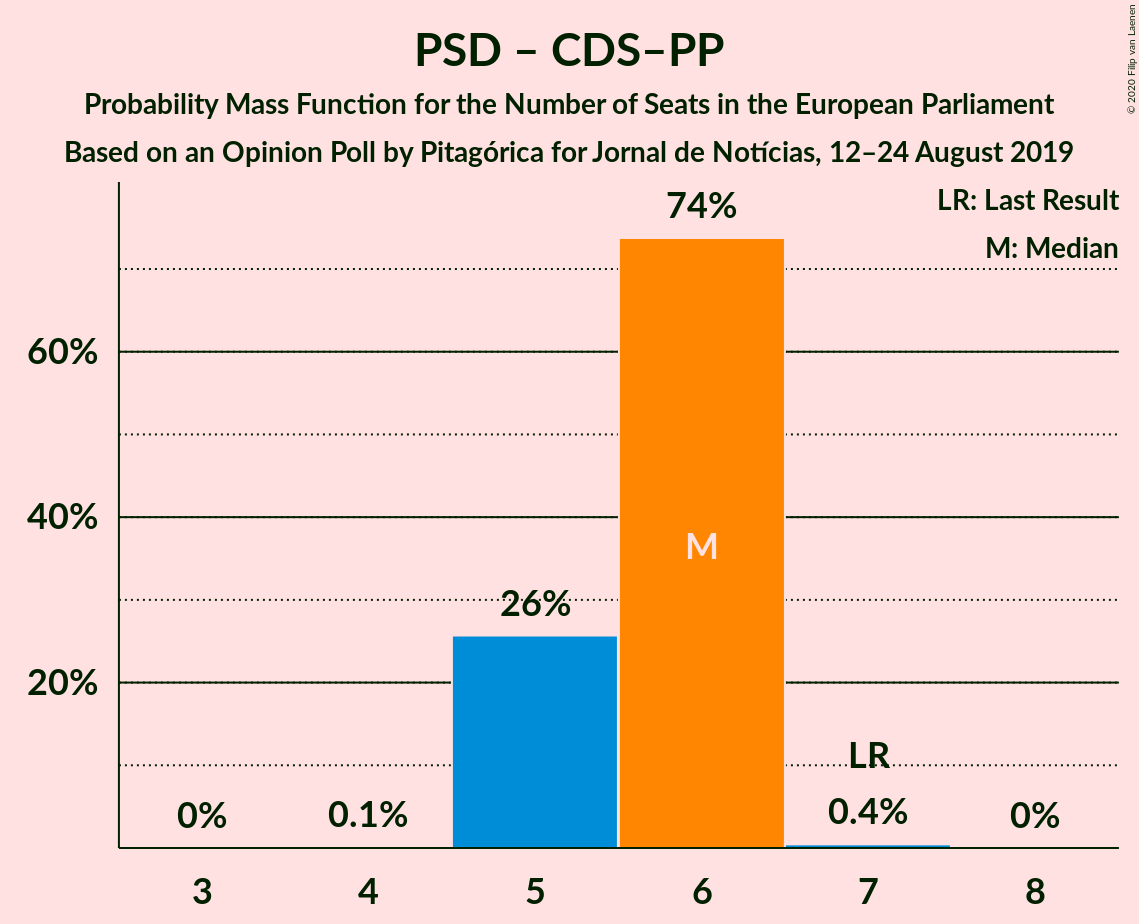 PSD – CDS–PP
Probability Mass Function for the Number of Seats in the European Parliament
Based on an Opinion Poll by Pitagórica for Jornal de Notícias, 12–24 August 2019
© 2020 Filip van Laenen
LR: Last Result
M: Median
74%
60%
40%
M
26%
20%
LR
0%
0.1%
0.4%
0%
3 4 5 6 7 8